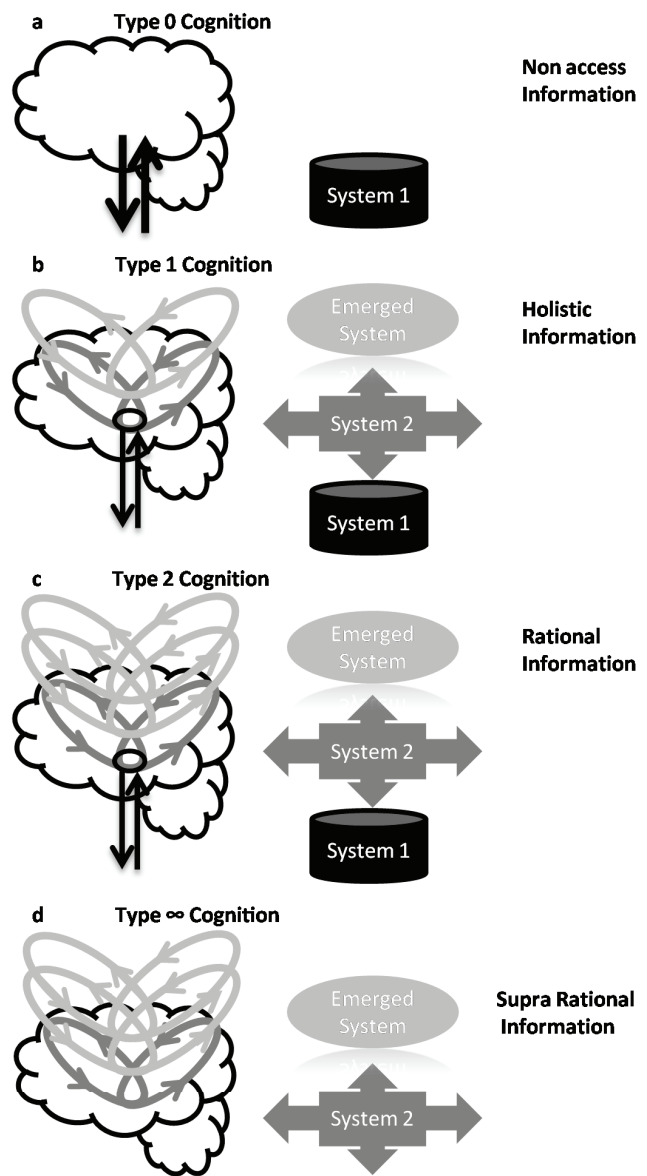 a Type 0 Cognition
Non access
Information
System 1
b Type 1 Cognition
Emerged
System
Holistic
Information
System 2
System 1
c Type 2 Cognition
Emerged
System
Rational
Information
System 2
System 1
d Type ∞ Cognition
Emerged
System
Supra Rational
Information
System 2